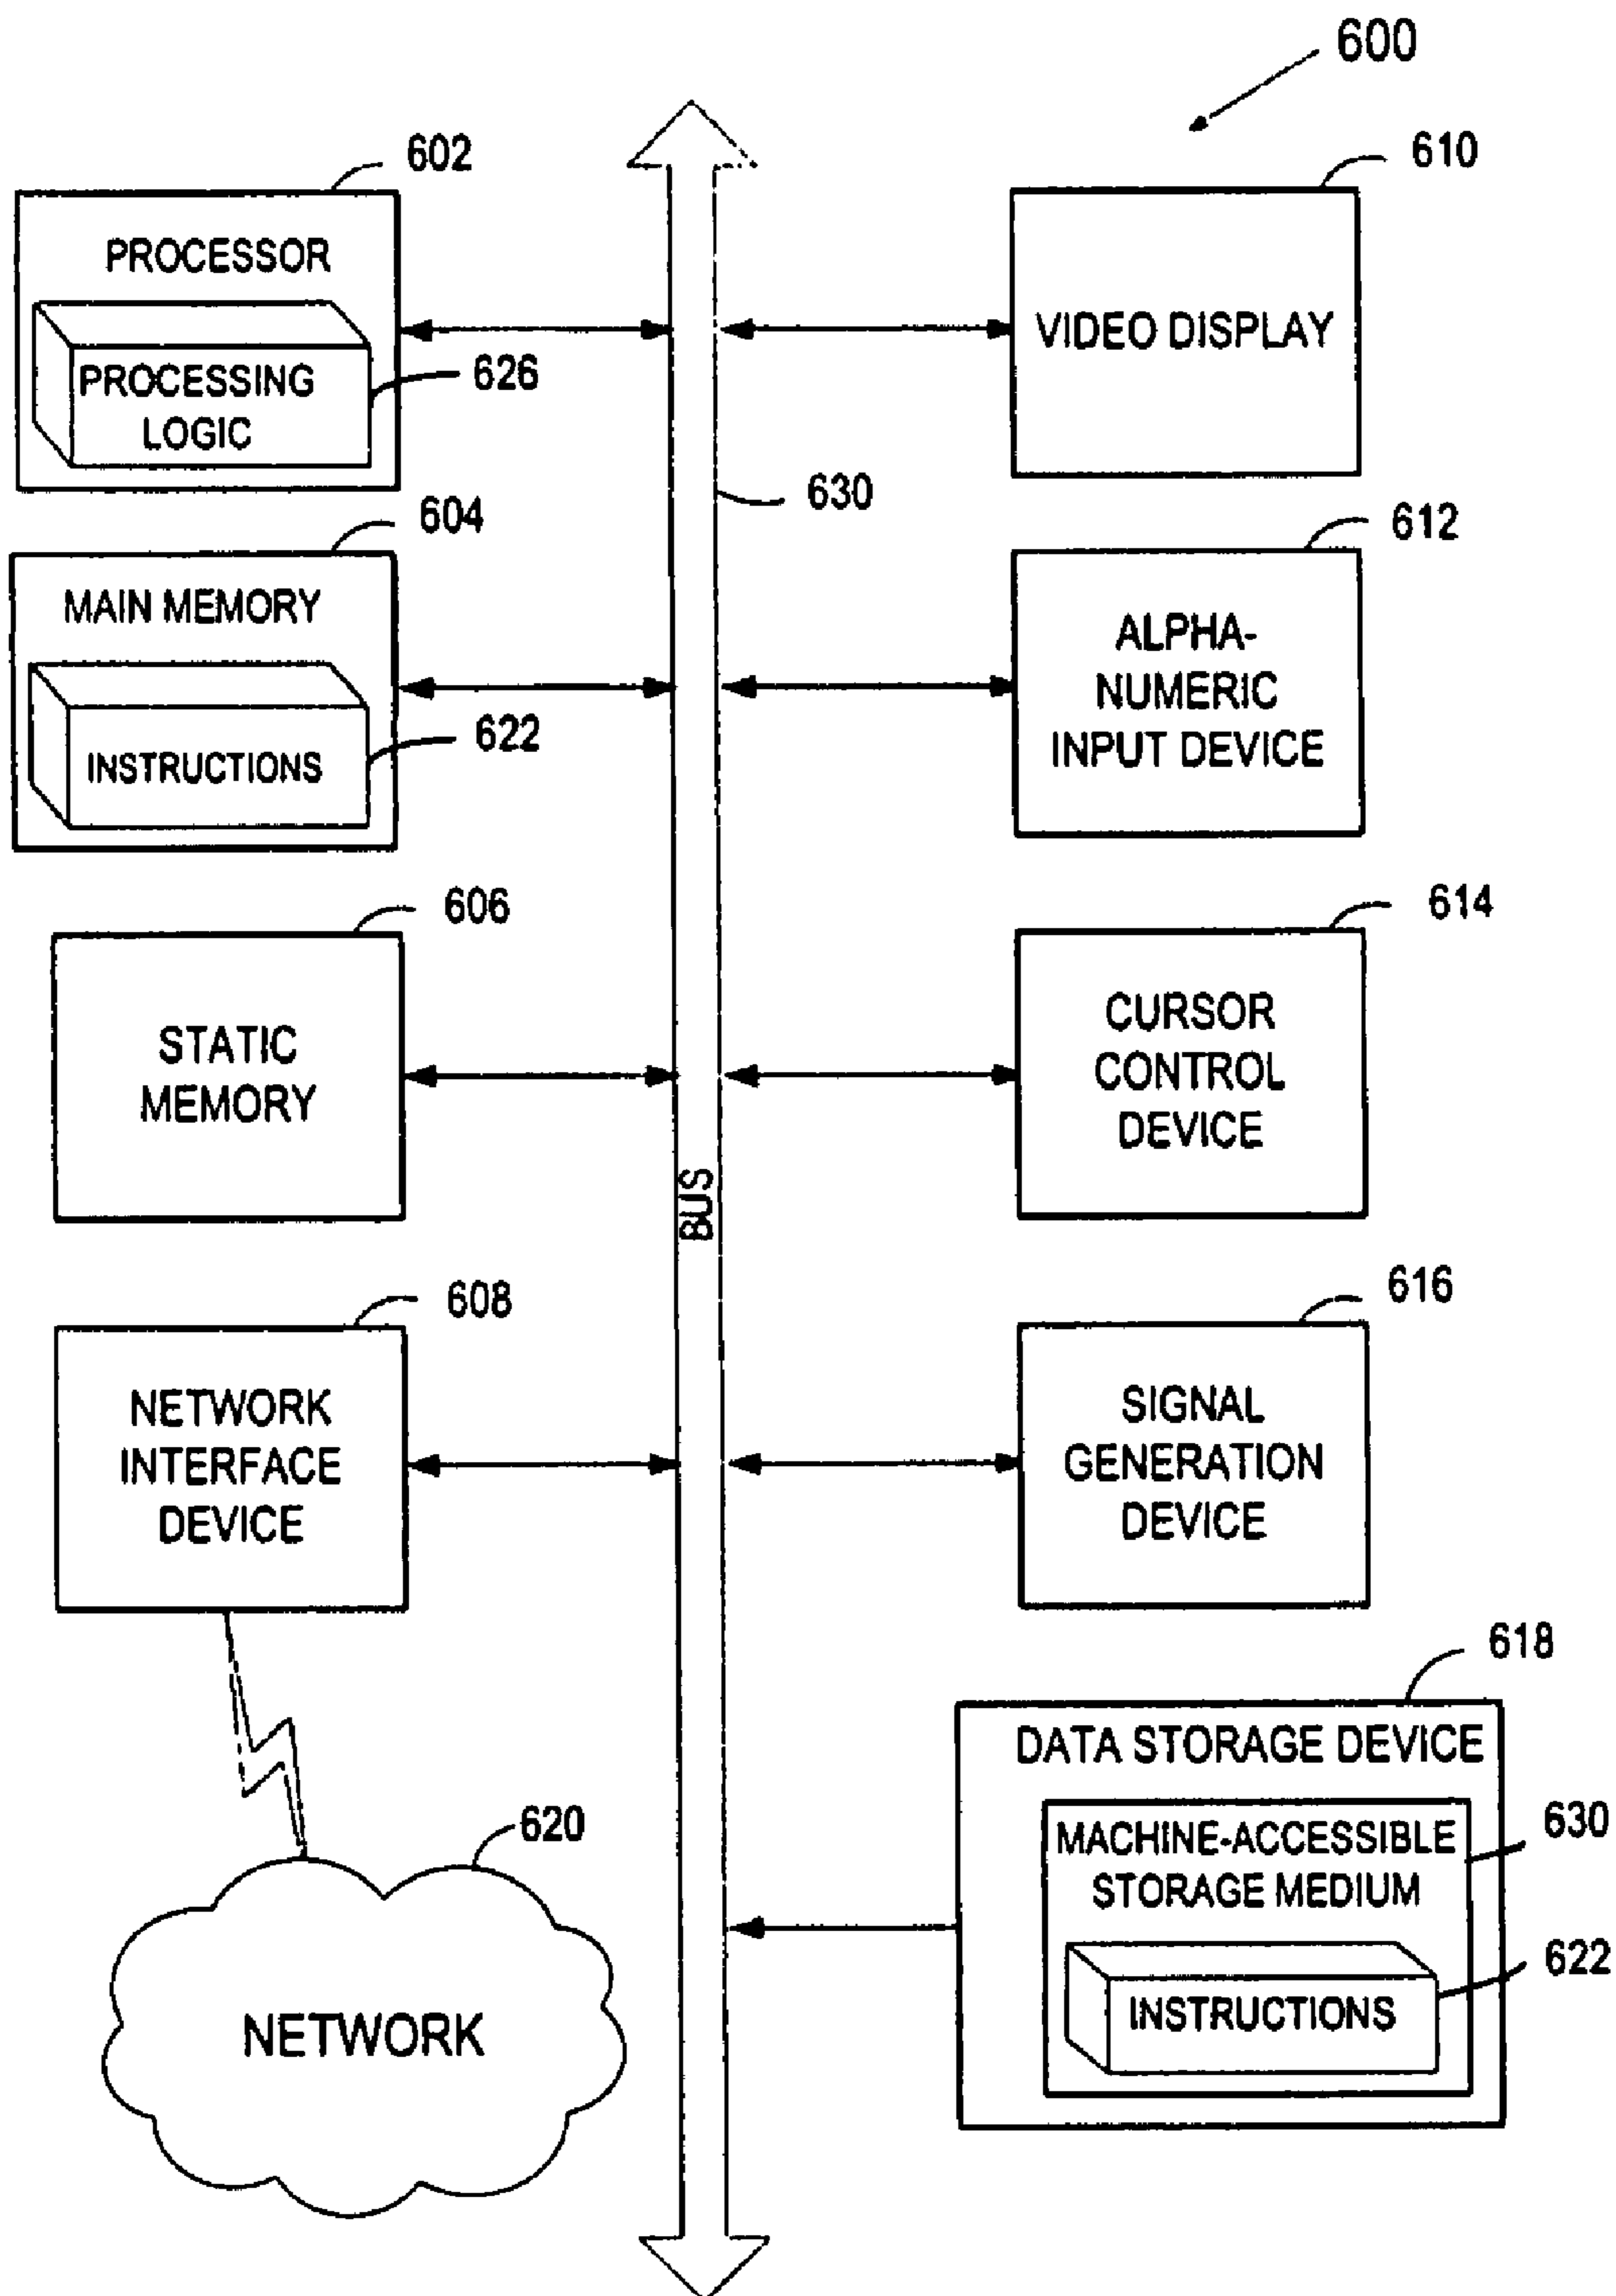 600
602
PROCESSOR
PROCESSING
LOGIC
626
610
VIDEO DISPLAY
630
604
MAIN MEMORY
INSTRUCTIONS
622
612
ALPHA-
NUMERIC
INPUT DEVICE
606
STATIC
MEMORY
614
CURSOR
CONTROL
DEVICE
BUS
608
NETWORK
INTERFACE
DEVICE
616
SIGNAL
GENERATION
DEVICE
618
DATA STORAGE DEVICE
630
MACHINE-ACCESSIBLE
STORAGE MEDIUM
622
INSTRUCTIONS
620
NETWORK